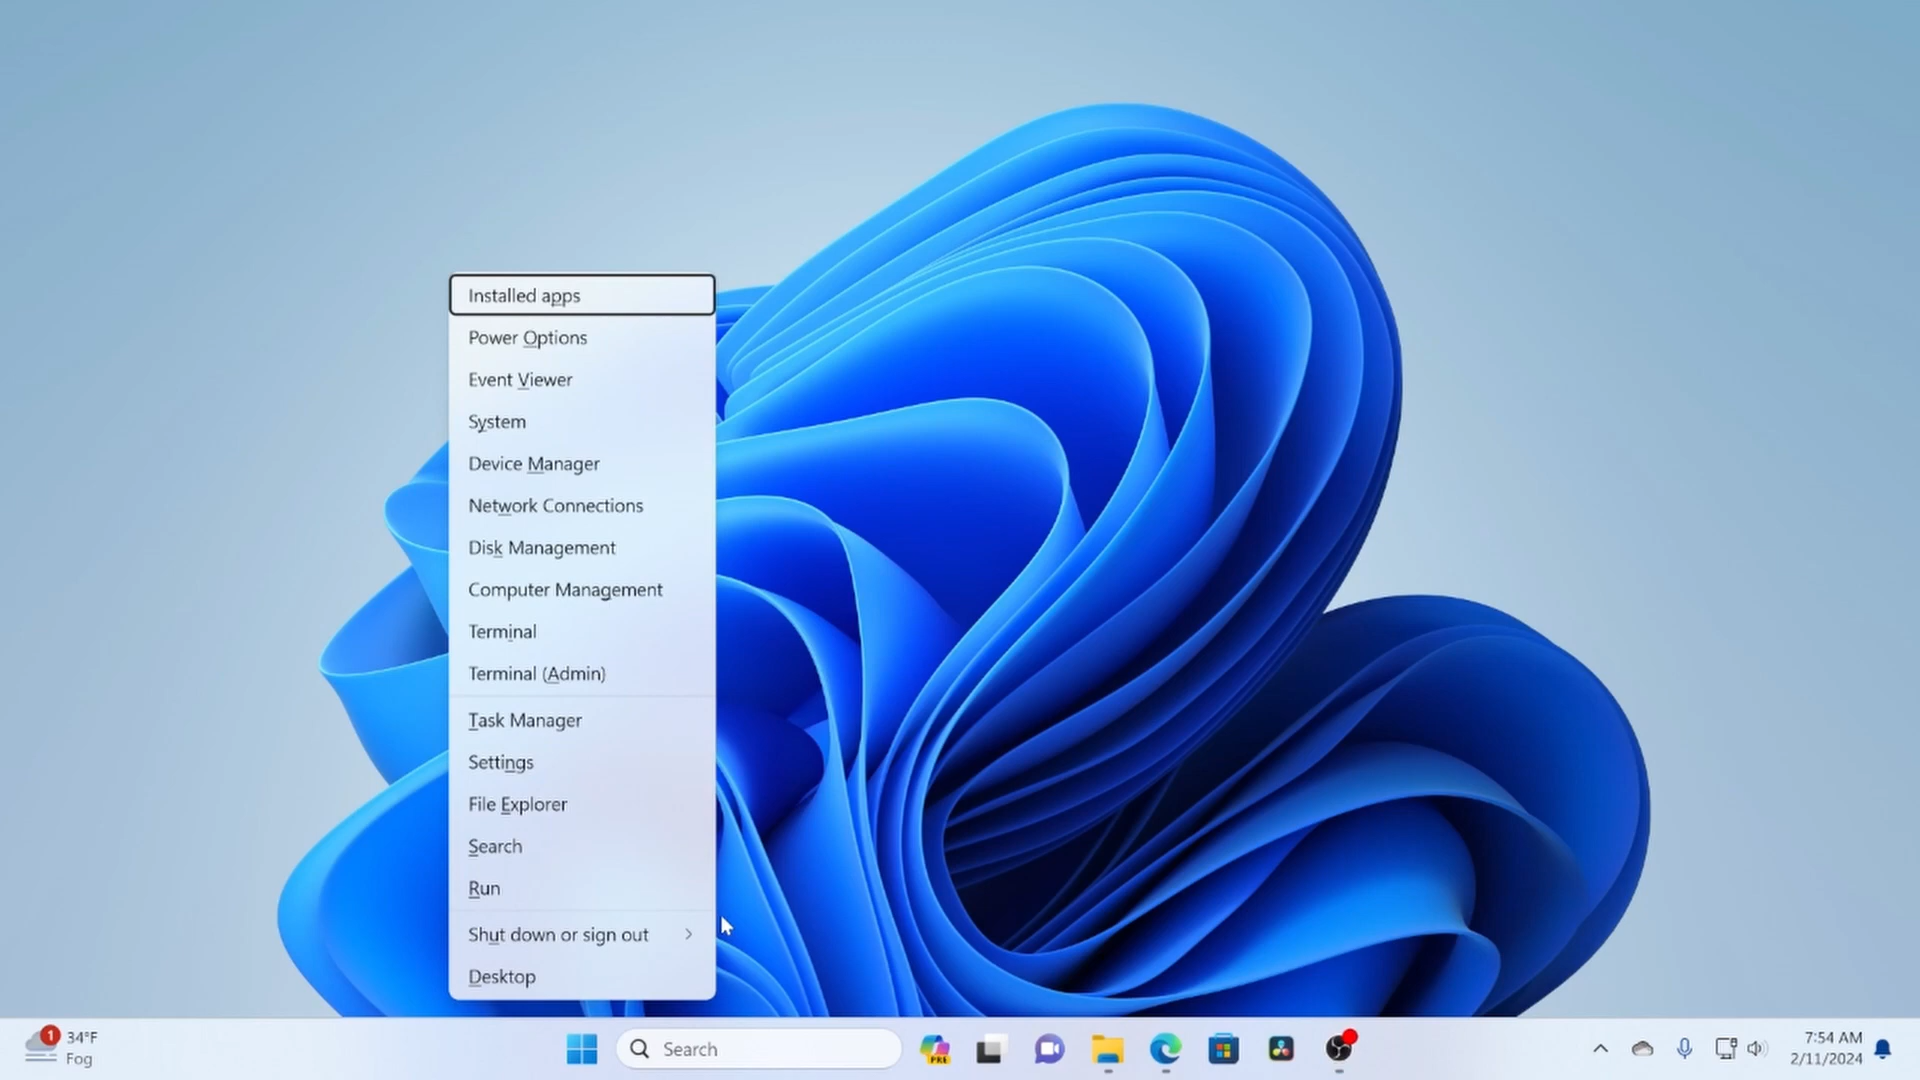 Installed apps
Power Options
Event Viewer
System
Device Manager
Network Connections
Disk Management
Computer Management
Terminal
Terminal (Admin)
Task Manager
Settings
File Explorer
Search
Run
Shut down or sign out
Desktop
1
34°F
Fog
Search
PRE
7:54 AM
2/11/2024